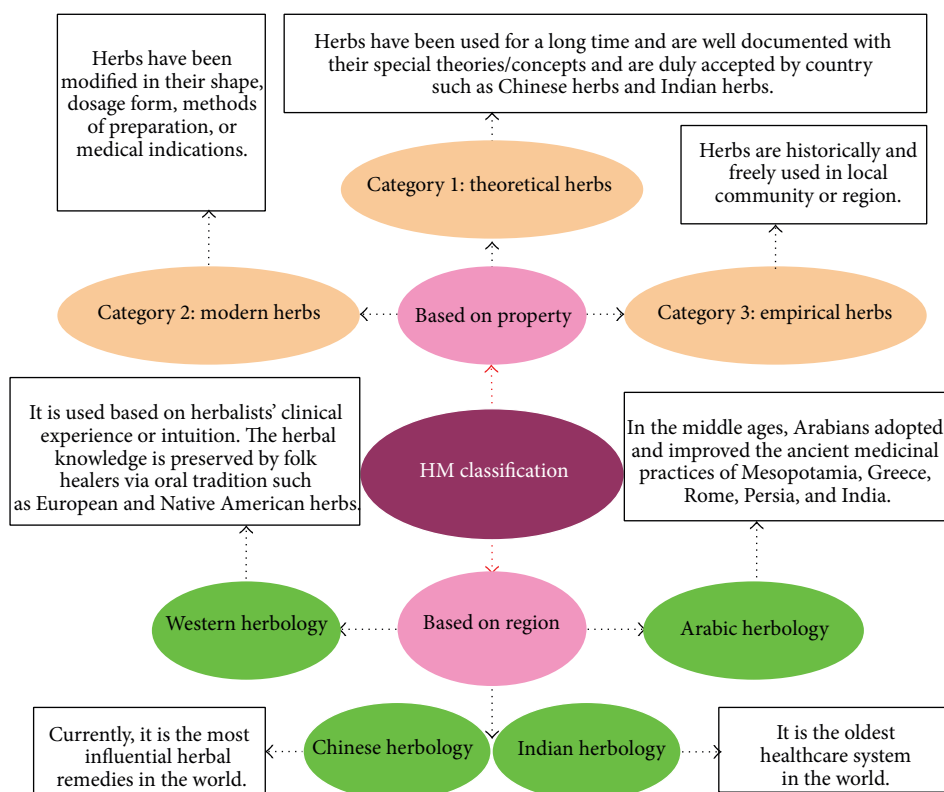 Herbs have been
modified in their shape,
dosage form, methods
of preparation, or
medical indications.
Herbs have been used for a long time and are well documented with
their special theories/concepts and are duly accepted by country
such as Chinese herbs and Indian herbs.
Category 1: theoretical herbs
Herbs are historically and
freely used in local
community or region.
Category 2: modern herbs
Based on property
Category 3: empirical herbs
It is used based on herbalists’ clinical
experience or intuition. The herbal
knowledge is preserved by folk
healers via oral tradition such
as European and Native American herbs.
HM classification
In the middle ages, Arabians adopted
and improved the ancient medicinal
practices of Mesopotamia, Greece,
Rome, Persia, and India.
Western herbology
Based on region
Arabic herbology
Currently, it is the most
influential herbal
remedies in the world.
Chinese herbology
Indian herbology
It is the oldest
healthcare system
in the world.